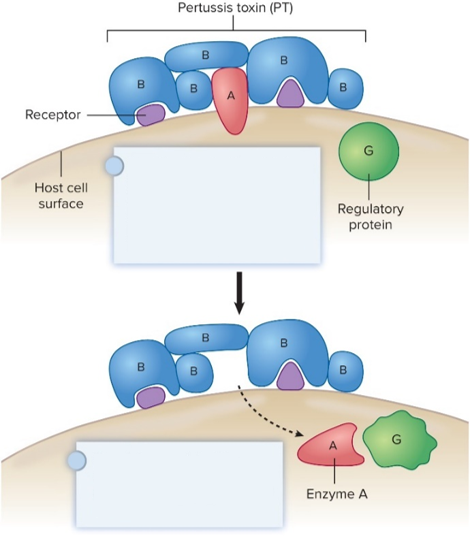 Pertussis toxin (PT)
B
B
B
B
B
A
Receptor
G
Host cell
surface
Regulatory
protein
B
B
B
B
B
A
G
Enzyme A